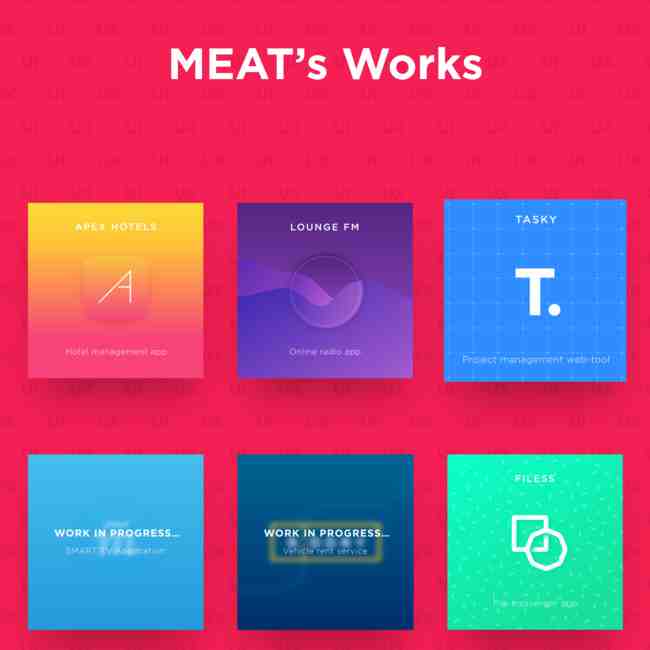 MEAT's Works
APEX HOTELS
A
Hotel management app
LOUNGE FM
Online radio app
TASKY
T.
Project management web-tool
WORK IN PROGRESS...
SMART TV Application
WORK IN PROGRESS...
Vehicle rent service
FILESS
File exchanger app